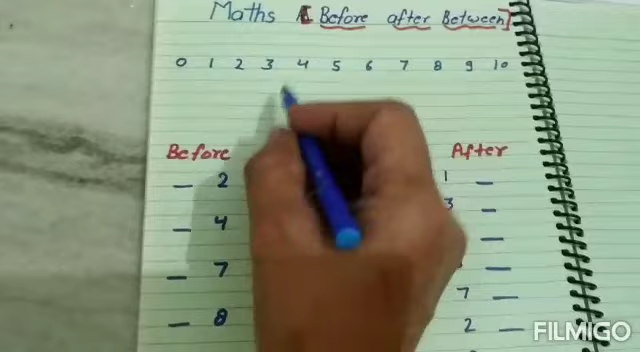 Maths [Before after Between]
0 1 2 3 4 5 6 7 8 9 10
Before After
_ 2 1 _
_ 4 3 _
_
_ 7 _
7 _
_ 8 2 _
FILMIGO